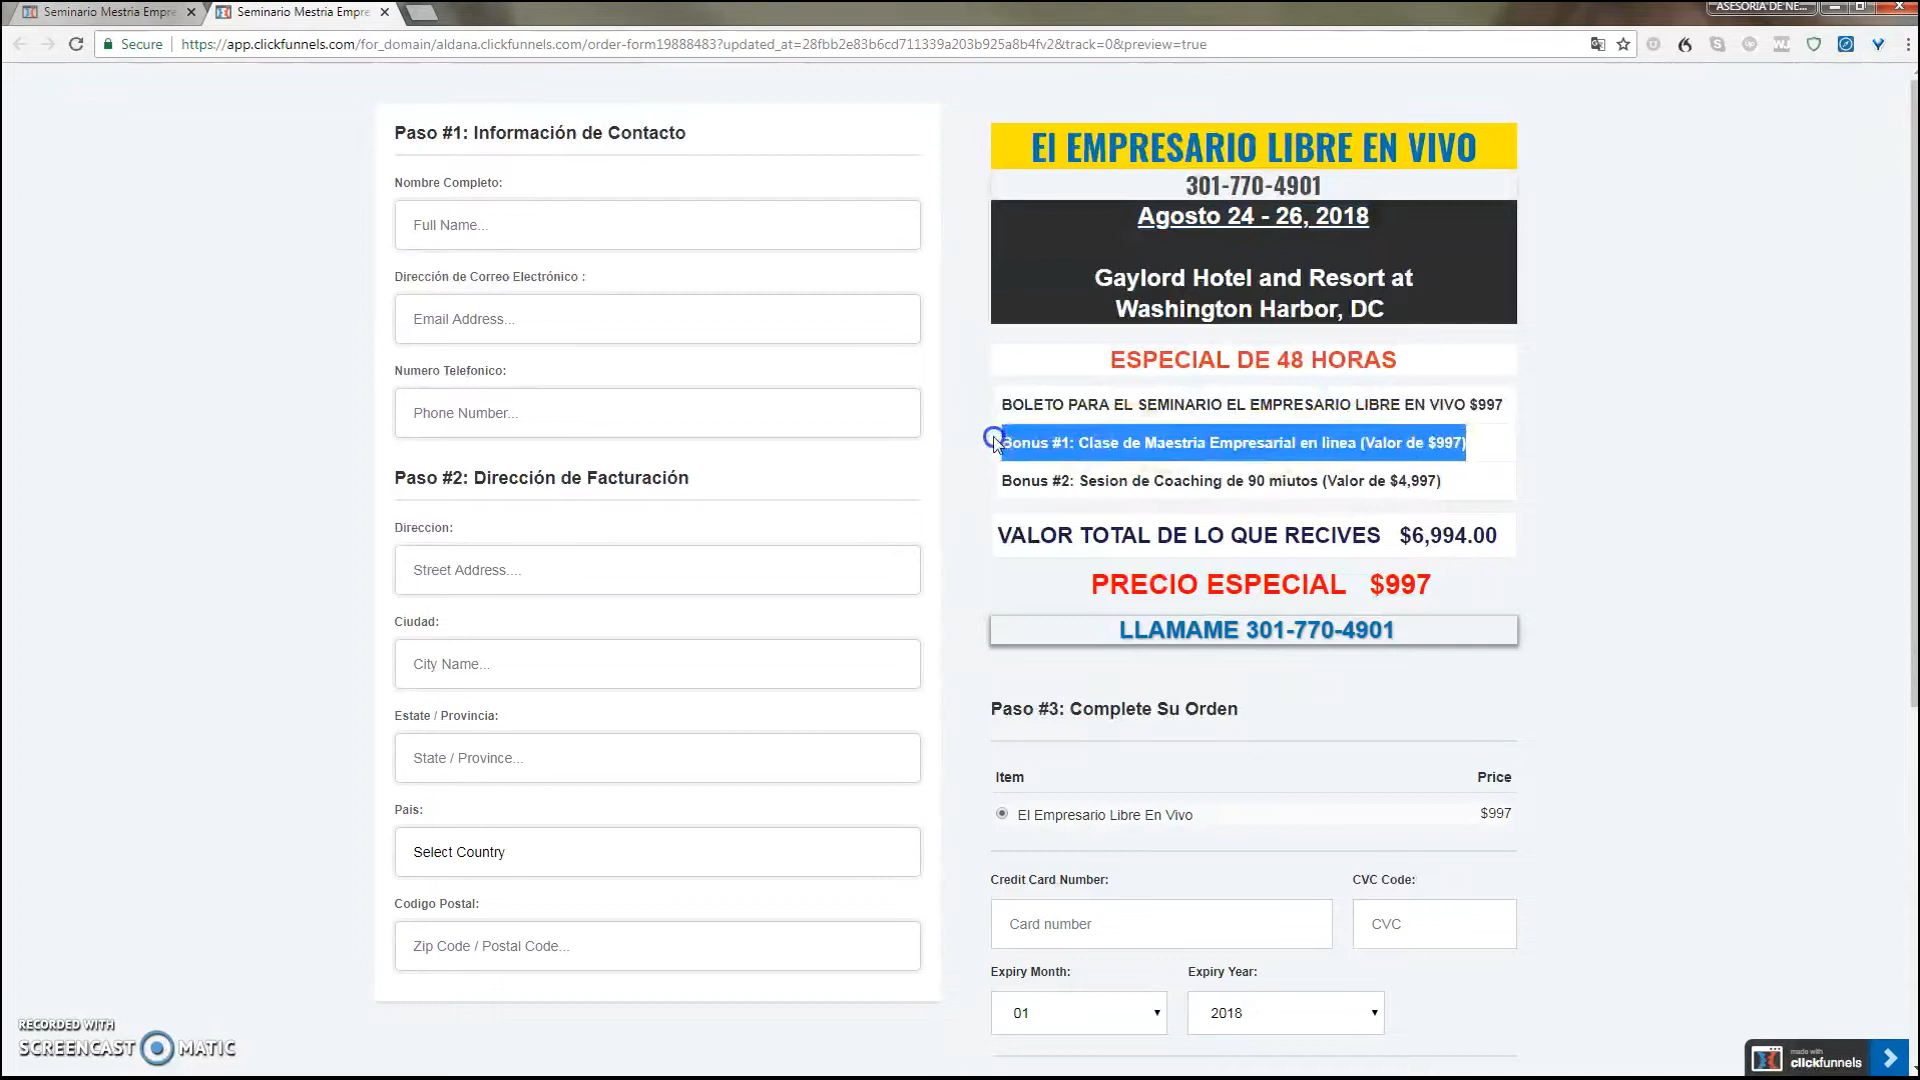 Seminario Mestria Empre
Seminario Mestria Empre
ASESORIA DE NE...
Secure
https://app.clickfunnels.com/for_domain/aldana.clickfunnels.com/order-form19888483?updated_at=28fbb2e83b6cd711339a203b925a8b4fv2&track=0&preview=true
Paso #1: Información de Contacto
Nombre Completo:
Full Name...
Dirección de Correo Electrónico :
Email Address...
Numero Telefonico:
Phone Number...
Paso #2: Dirección de Facturación
Direccion:
Street Address....
Ciudad:
City Name...
Estate / Provincia:
State / Province...
Pais:
Select Country
Codigo Postal:
Zip Code / Postal Code...
El EMPRESARIO LIBRE EN VIVO
301-770-4901
Agosto 24 - 26, 2018
Gaylord Hotel and Resort at
Washington Harbor, DC
ESPECIAL DE 48 HORAS
BOLETO PARA EL SEMINARIO EL EMPRESARIO LIBRE EN VIVO $997
Bonus #1: Clase de Maestria Empresarial en linea (Valor de $997)
Bonus #2: Sesion de Coaching de 90 miutos (Valor de $4,997)
VALOR TOTAL DE LO QUE RECIVES $6,994.00
PRECIO ESPECIAL $997
LLAMAME 301-770-4901
Paso #3: Complete Su Orden
Item Price
El Empresario Libre En Vivo $997
Credit Card Number: CVC Code:
Card number CVC
Expiry Month: Expiry Year:
01 2018
RECORDED WITH
SCREENCAST MATIC
made with
clickfunnels